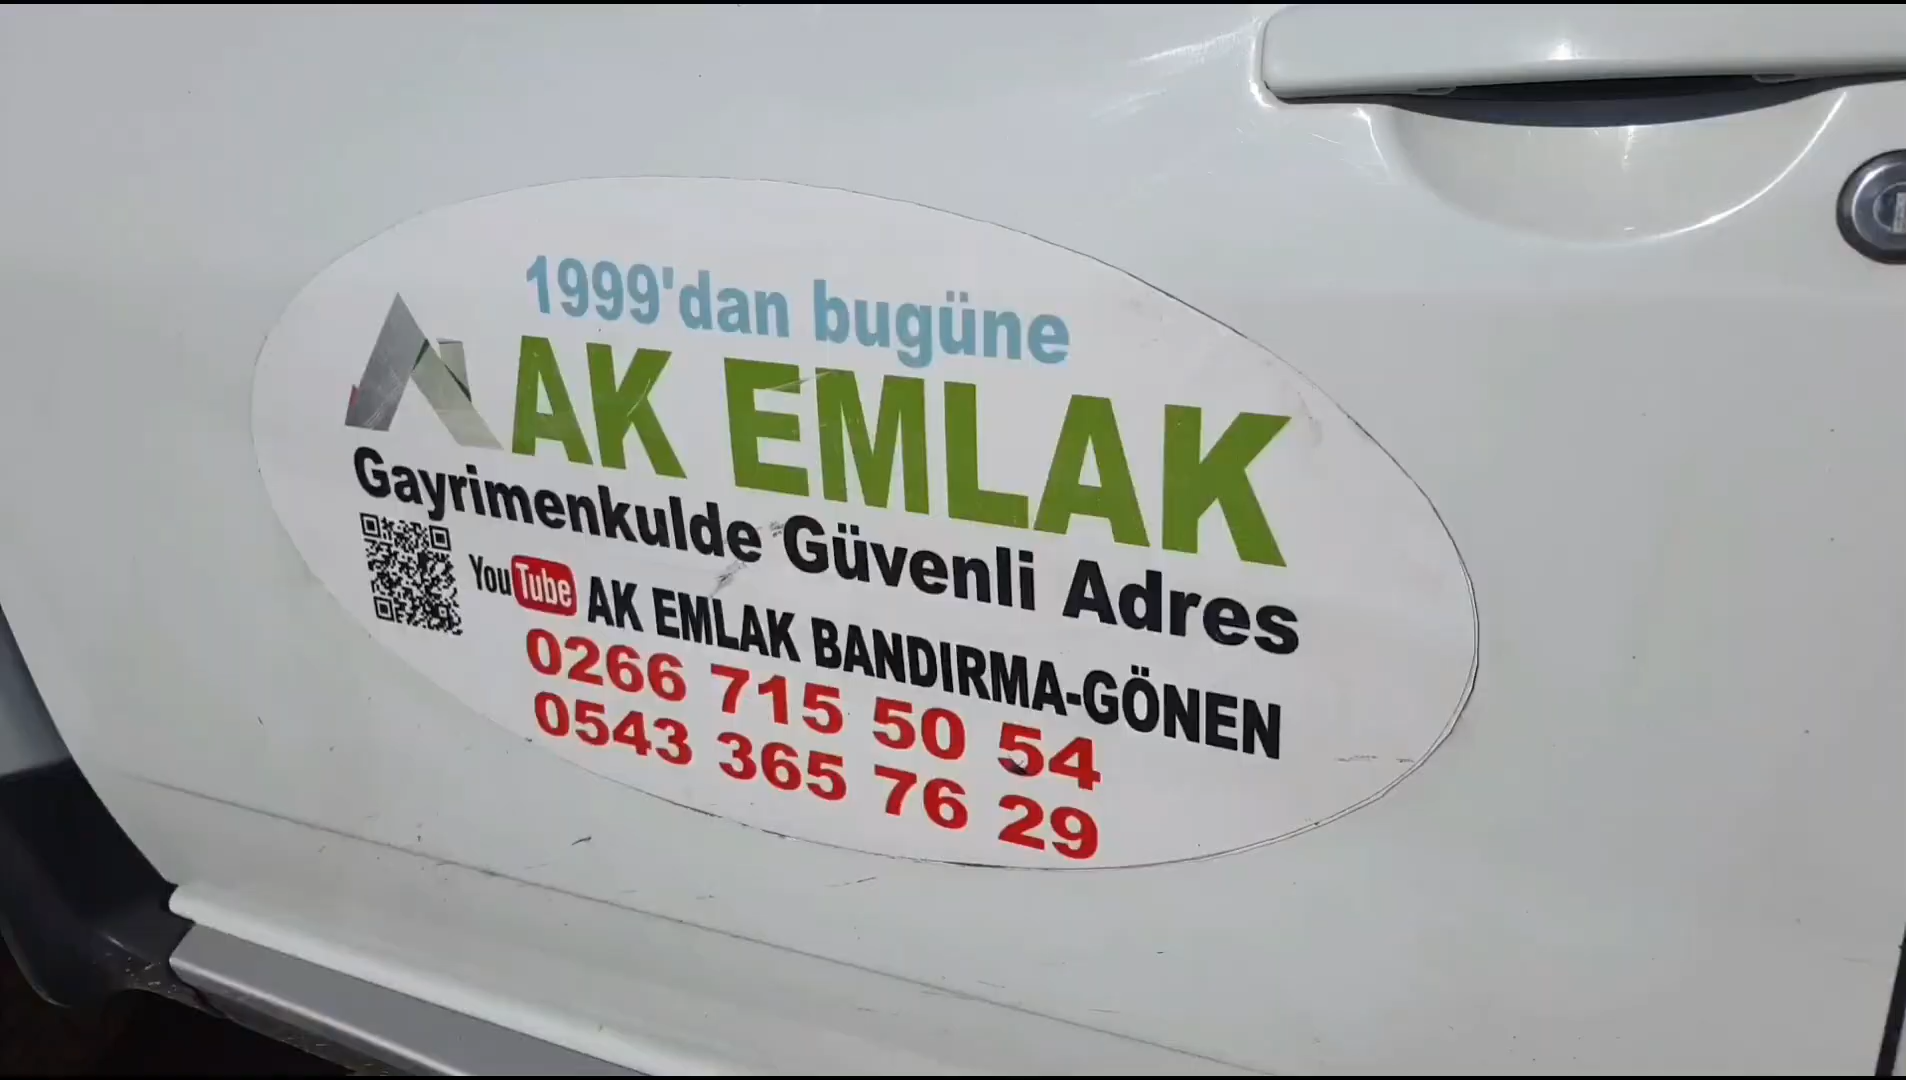 1999'dan bugüne
AK EMLAK
Gayrimenkulde Güvenli Adres
YouTube AK EMLAK BANDIRMA-GÖNEN
0266 715 50 54
0543 365 76 29